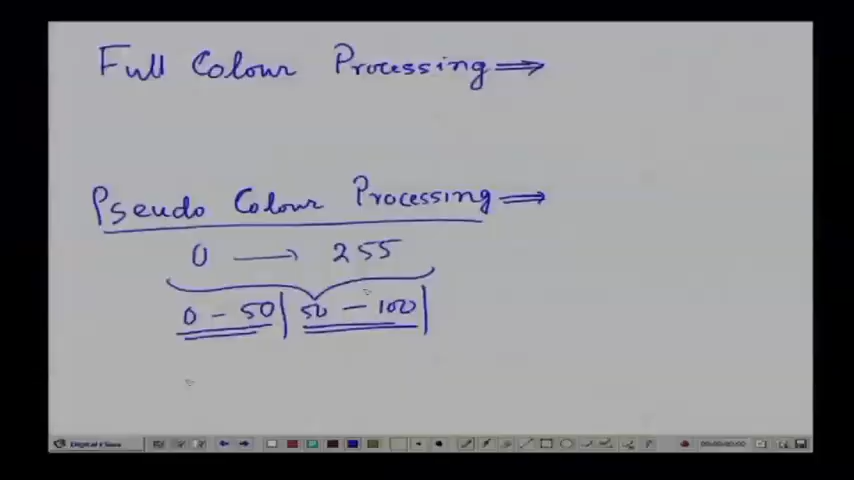 Full Colour Processing ⇒
Pseudo Colour Processing ⇒
0 → 255
0 - 50 | 50 - 100 |